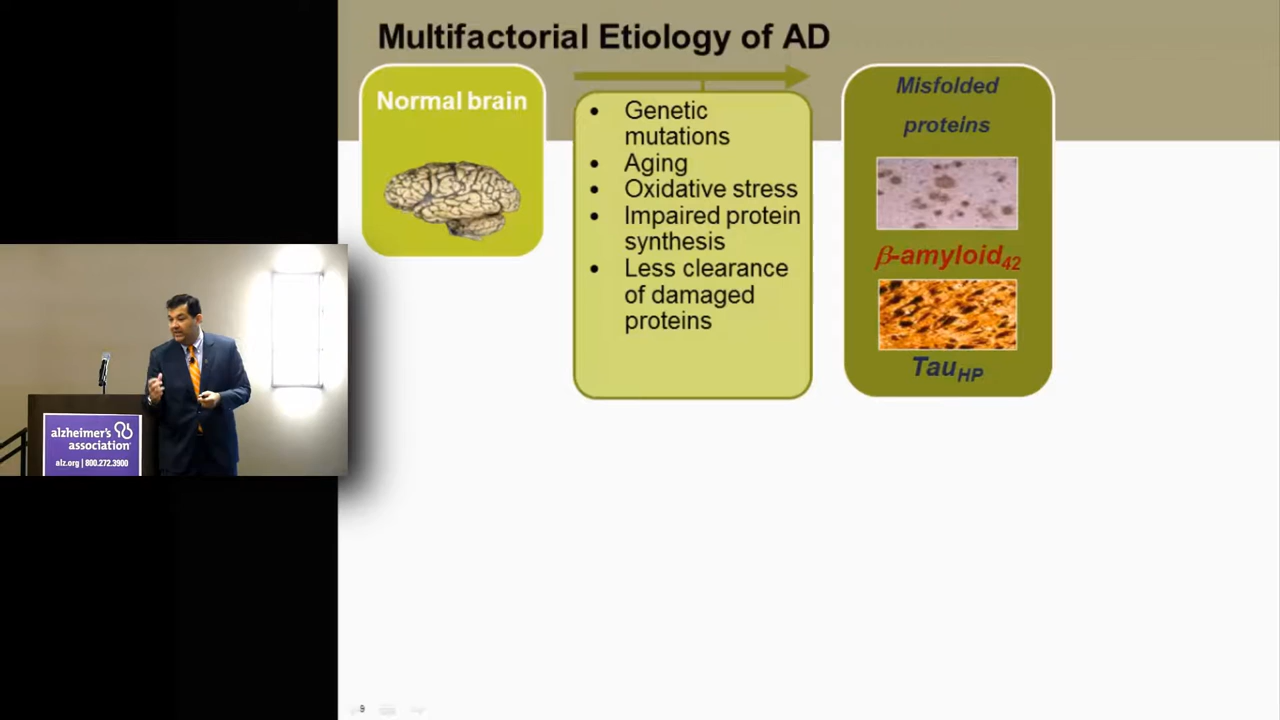 Multifactorial Etiology of AD
Normal brain
• Genetic
mutations
• Aging
• Oxidative stress
• Impaired protein
synthesis
• Less clearance
of damaged
proteins
Misfolded
proteins
β-amyloid42
TauHP
alzheimer's
association
alz.org | 800.272.3900
9